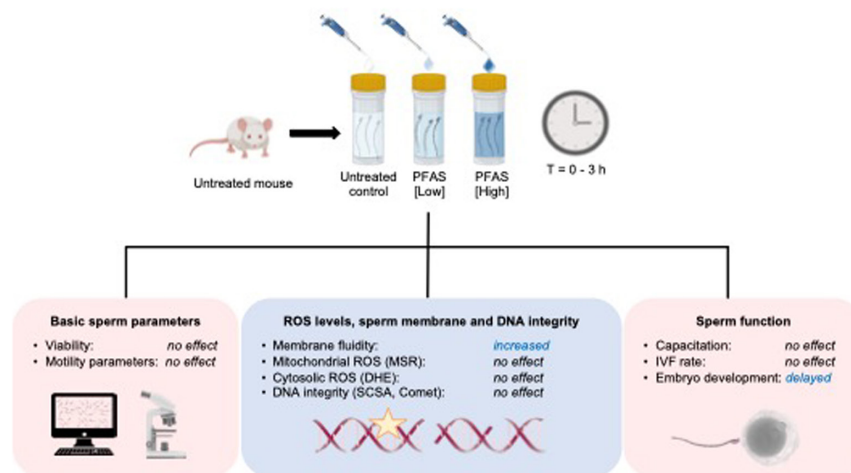 Untreated mouse
Untreated
control
PFAS
[Low]
PFAS
[High]
T = 0 - 3 h
Basic sperm parameters
• Viability: no effect
• Motility parameters: no effect
ROS levels, sperm membrane and DNA integrity
• Membrane fluidity: increased
• Mitochondrial ROS (MSR): no effect
• Cytosolic ROS (DHE): no effect
• DNA integrity (SCSA, Comet): no effect
Sperm function
• Capacitation: no effect
• IVF rate: no effect
• Embryo development: delayed